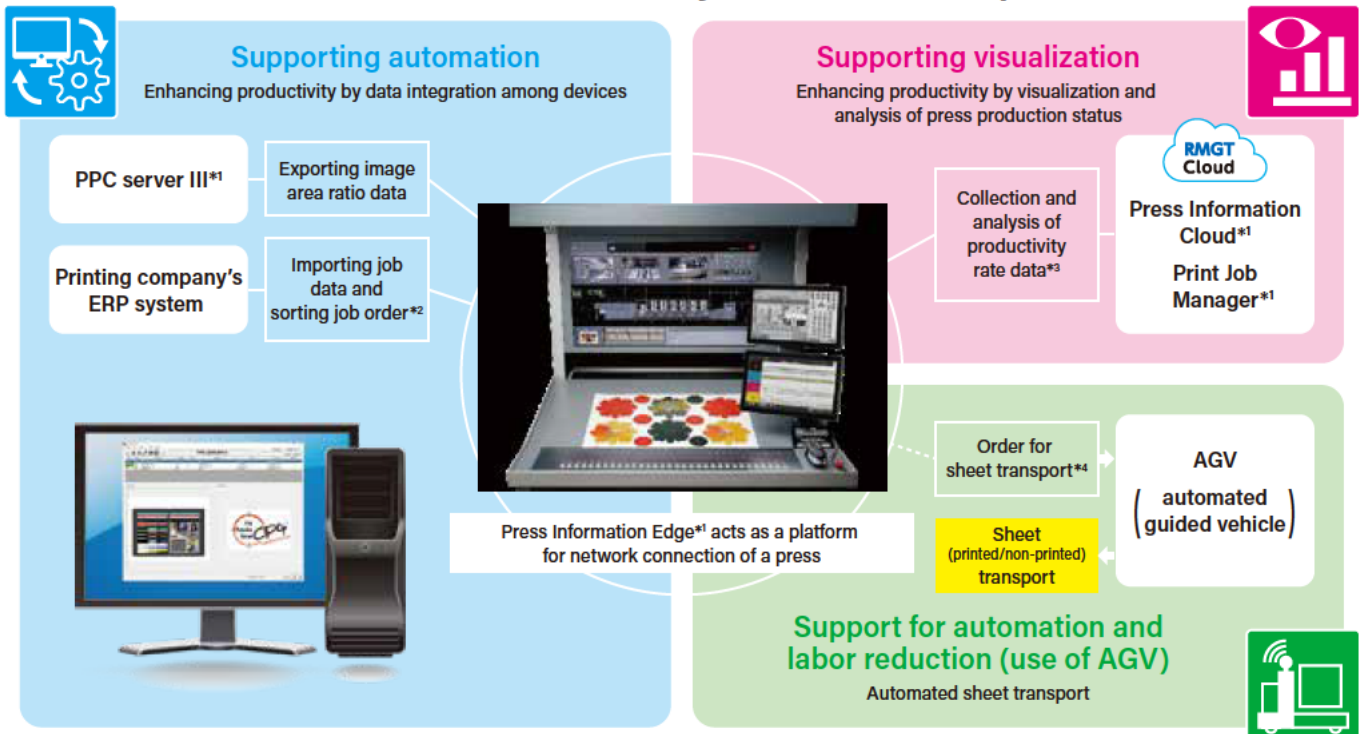 Supporting automation
Enhancing productivity by data integration among devices
PPC server III*1
Exporting image
area ratio data
Printing company's
ERP system
Importing job
data and
sorting job order*2
Supporting visualization
Enhancing productivity by visualization and
analysis of press production status
Collection and
analysis of
productivity
rate data*3
RMGT
Cloud
Press Information
Cloud*1
Print Job
Manager*1
Press Information Edge*1 acts as a platform
for network connection of a press
Order for
sheet transport*4
AGV
(automated
guided vehicle)
Sheet
(printed/non-printed)
transport
Support for automation and
labor reduction (use of AGV)
Automated sheet transport